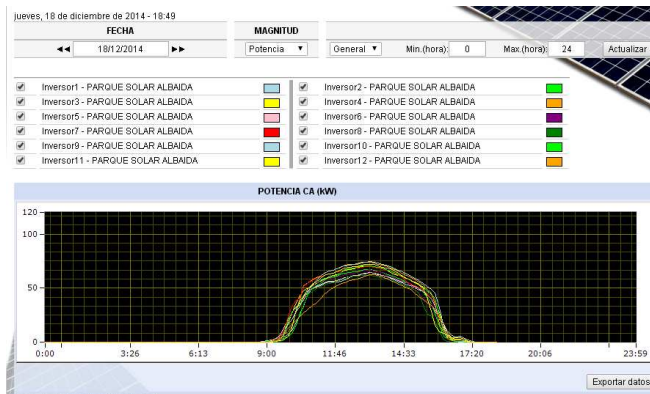 jueves, 18 de diciembre de 2014 - 18:49
FECHA MAGNITUD
18/12/2014 Potencia General Min.(hora): 0 Max.(hora): 24 Actualizar
Inversor1 - PARQUE SOLAR ALBAIDA Inversor2 - PARQUE SOLAR ALBAIDA
Inversor3 - PARQUE SOLAR ALBAIDA Inversor4 - PARQUE SOLAR ALBAIDA
Inversor5 - PARQUE SOLAR ALBAIDA Inversor6 - PARQUE SOLAR ALBAIDA
Inversor7 - PARQUE SOLAR ALBAIDA Inversor8 - PARQUE SOLAR ALBAIDA
Inversor9 - PARQUE SOLAR ALBAIDA Inversor10 - PARQUE SOLAR ALBAIDA
Inversor11 - PARQUE SOLAR ALBAIDA Inversor12 - PARQUE SOLAR ALBAIDA
POTENCIA CA (kW)
120
100
50
0
0:00 3:26 6:13 9:00 11:46 14:33 17:20 20:06 23:59
Exportar datos